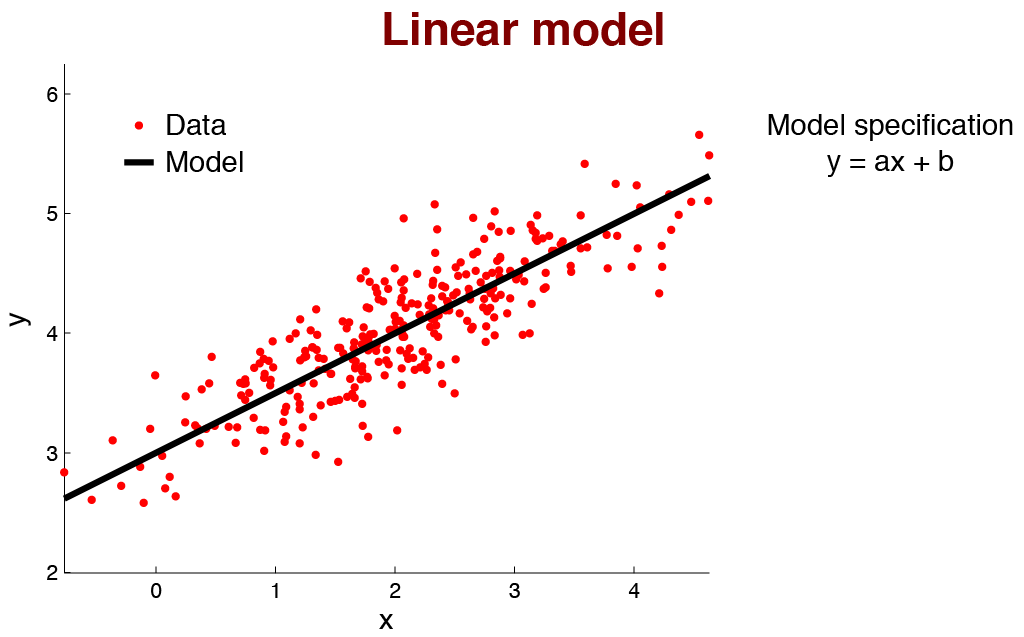 Linear model
6
5
4
3
2
y
Data
Model
0 1 2 3 4
x
Model specification
y = ax + b